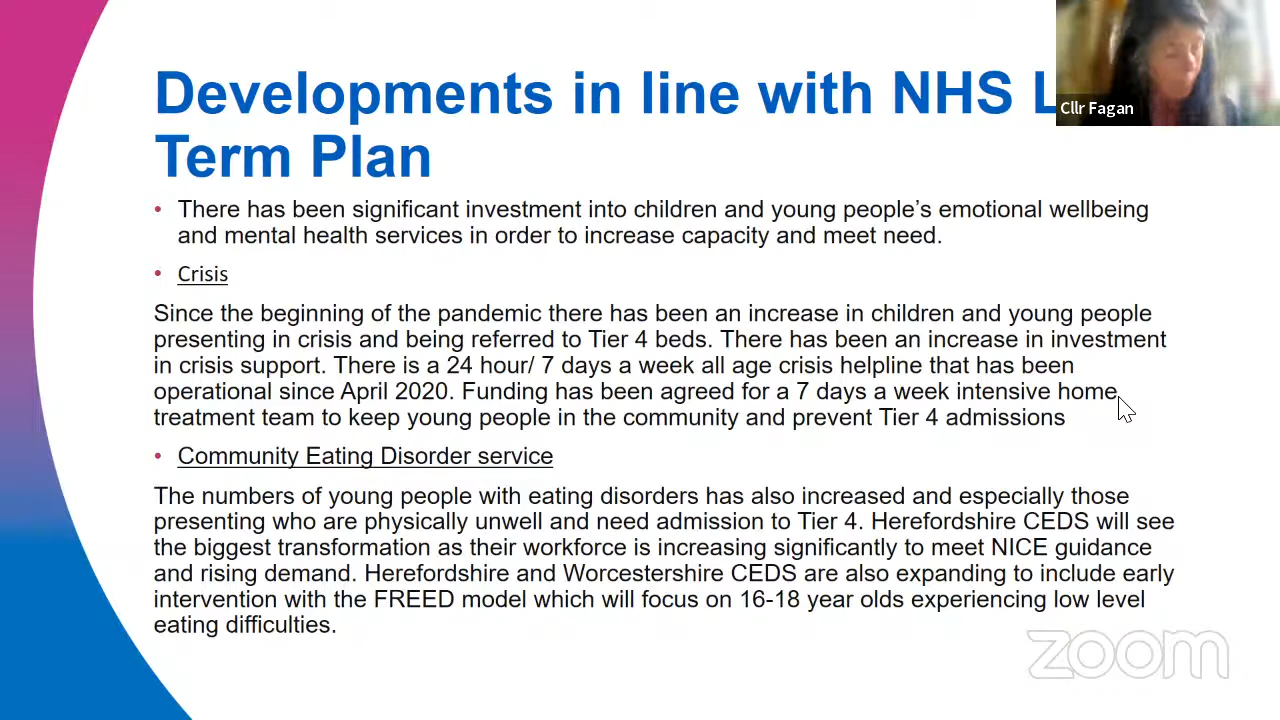 Developments in line with NHS L
Term Plan
Cllr Fagan
• There has been significant investment into children and young people’s emotional wellbeing
and mental health services in order to increase capacity and meet need.
• Crisis
Since the beginning of the pandemic there has been an increase in children and young people
presenting in crisis and being referred to Tier 4 beds. There has been an increase in investment
in crisis support. There is a 24 hour/ 7 days a week all age crisis helpline that has been
operational since April 2020. Funding has been agreed for a 7 days a week intensive home
treatment team to keep young people in the community and prevent Tier 4 admissions
• Community Eating Disorder service
The numbers of young people with eating disorders has also increased and especially those
presenting who are physically unwell and need admission to Tier 4. Herefordshire CEDS will see
the biggest transformation as their workforce is increasing significantly to meet NICE guidance
and rising demand. Herefordshire and Worcestershire CEDS are also expanding to include early
intervention with the FREED model which will focus on 16-18 year olds experiencing low level
eating difficulties.
zoom